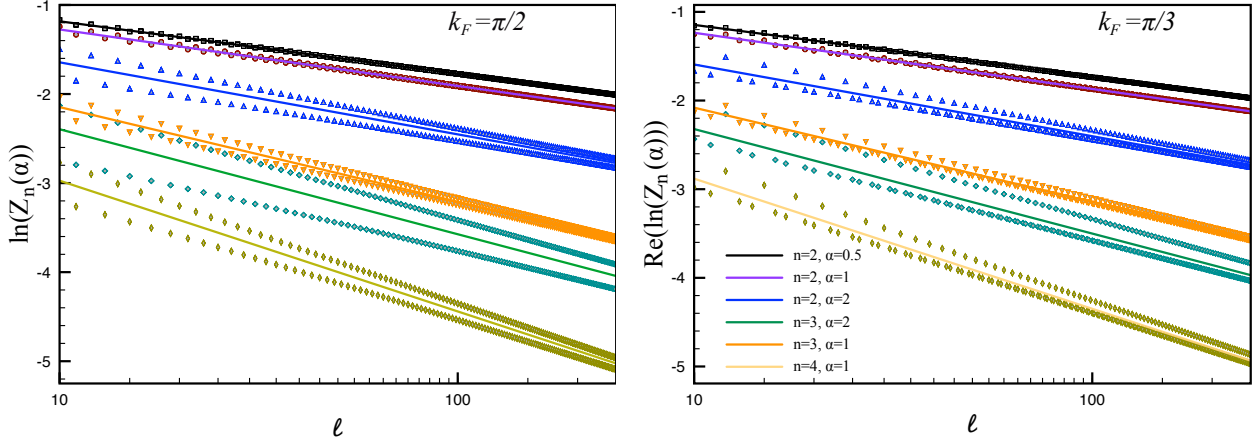 k_F=π/2
ln(Z_n(α))
-1
-2
-3
-4
-5
10
100
ℓ
k_F=π/3
Re(ln(Z_n(α)))
-1
-2
-3
-4
-5
n=2, α=0.5
n=2, α=1
n=2, α=2
n=3, α=2
n=3, α=1
n=4, α=1
10
100
ℓ